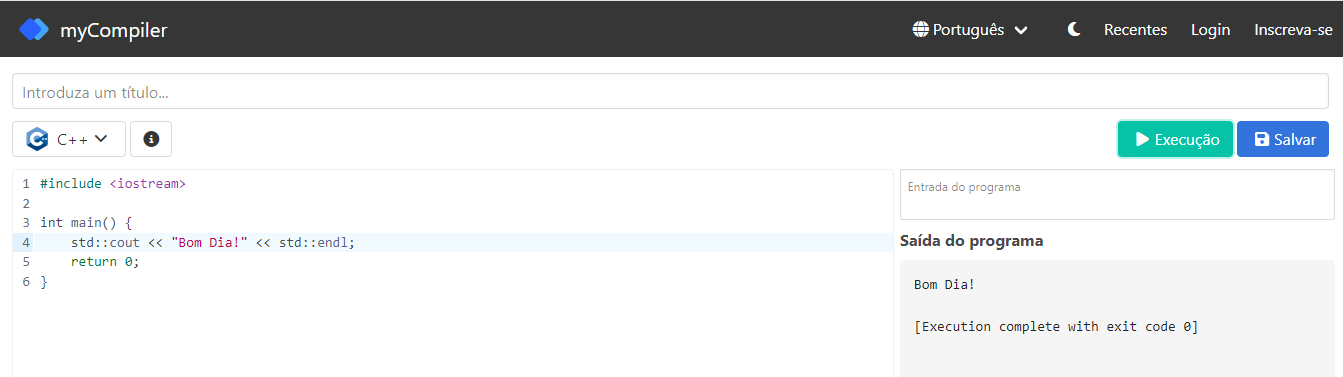 myCompiler
Português
Recentes
Login
Inscreva-se
Introduza um título...
C++
Execução
Salvar
1 #include <iostream>
2
3 int main() {
4     std::cout << "Bom Dia!" << std::endl;
5     return 0;
6 }
Entrada do programa
Saída do programa
Bom Dia!
[Execution complete with exit code 0]